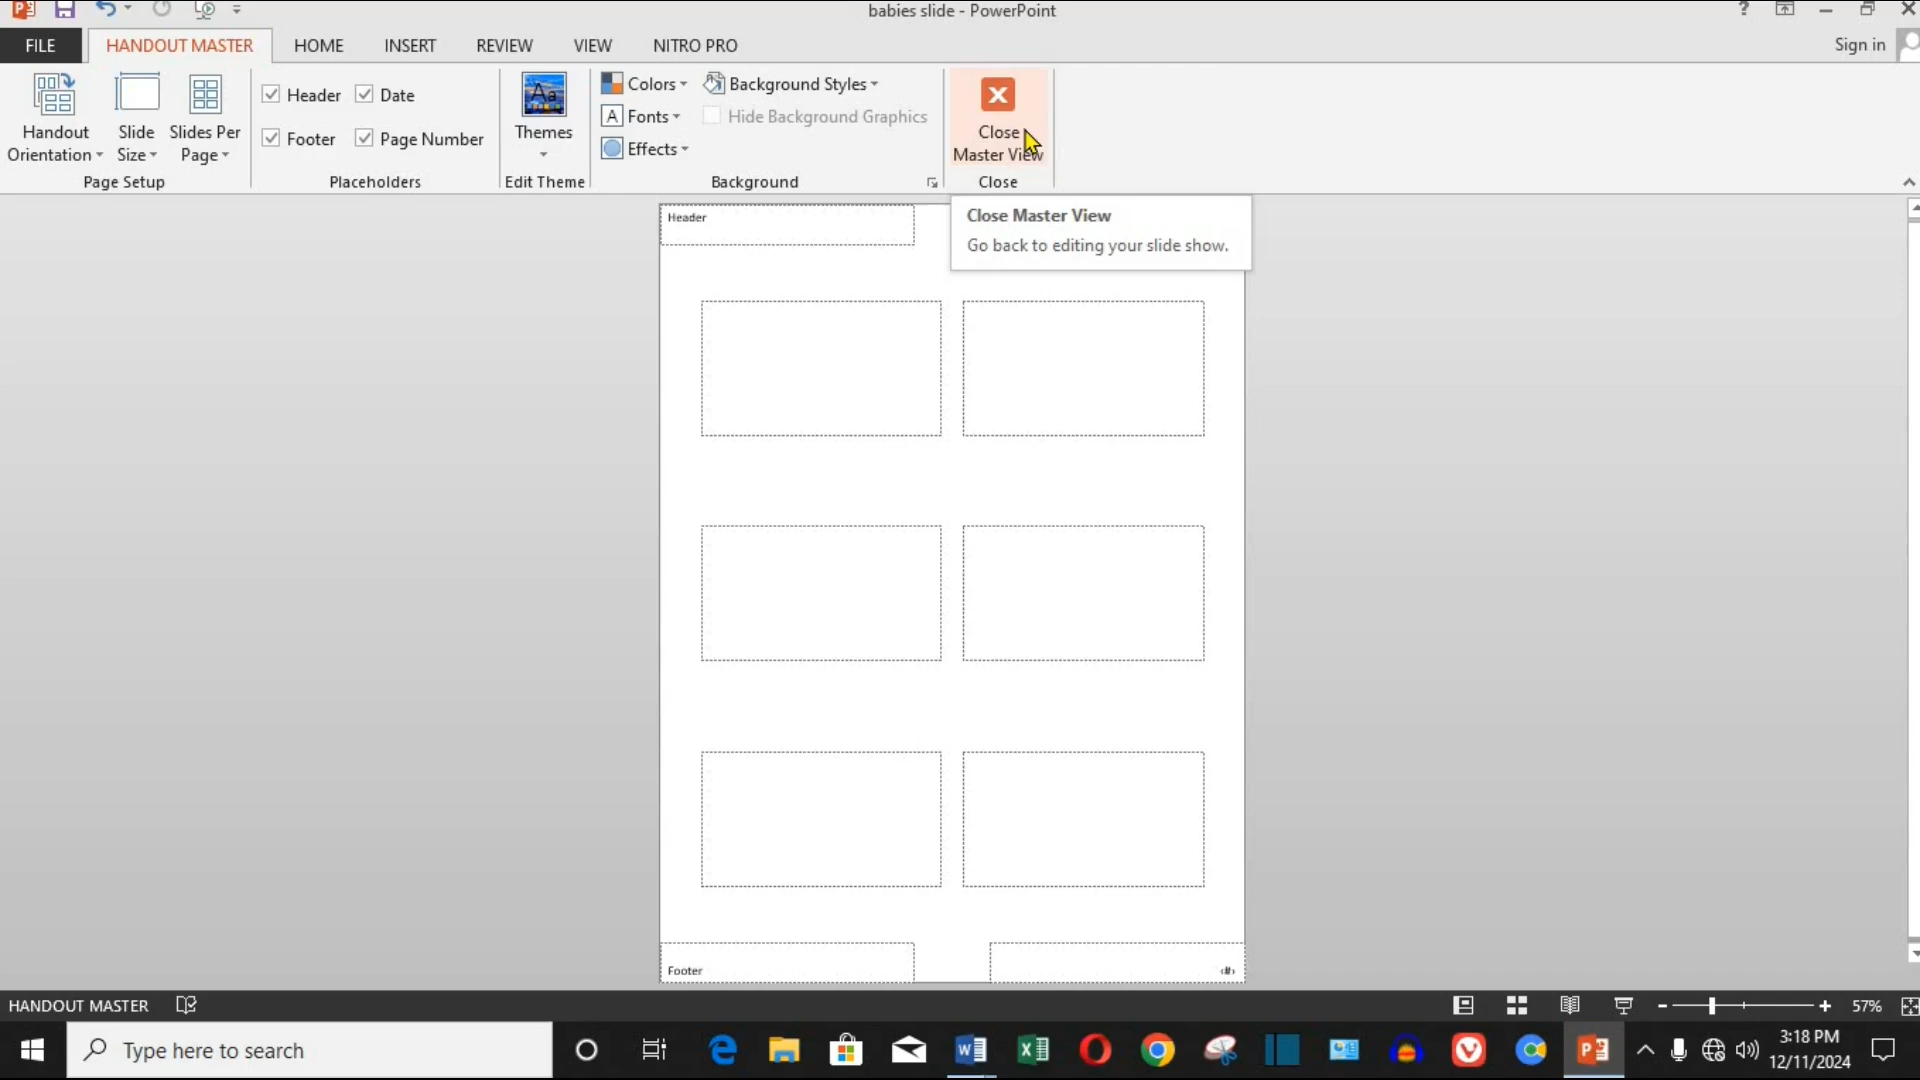 babies slide - PowerPoint
FILE HANDOUT MASTER HOME INSERT REVIEW VIEW NITRO PRO Sign in
Handout Orientation
Slide Size
Slides Per Page
Page Setup
Header Date
Footer Page Number
Placeholders
Themes
Edit Theme
Colors Background Styles
Fonts Hide Background Graphics
Effects
Background
Close
Master View
Close
Close Master View
Go back to editing your slide show.
Header
Footer ‹#›
HANDOUT MASTER 57%
Type here to search
3:18 PM
12/11/2024